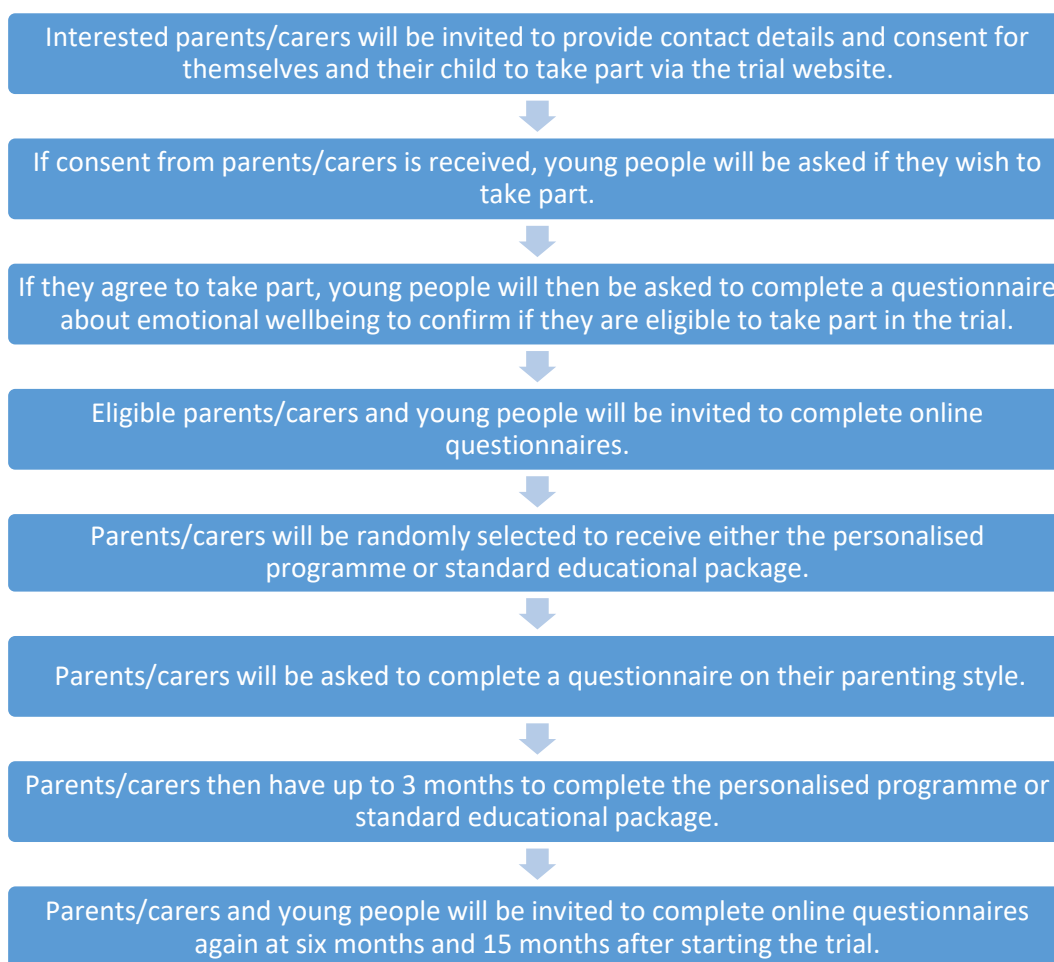 Interested parents/carers will be invited to provide contact details and consent for
themselves and their child to take part via the trial website.
If consent from parents/carers is received, young people will be asked if they wish to
take part.
If they agree to take part, young people will then be asked to complete a questionnaire
about emotional wellbeing to confirm if they are eligible to take part in the trial.
Eligible parents/carers and young people will be invited to complete online
questionnaires.
Parents/carers will be randomly selected to receive either the personalised
programme or standard educational package.
Parents/carers will be asked to complete a questionnaire on their parenting style.
Parents/carers then have up to 3 months to complete the personalised programme or
standard educational package.
Parents/carers and young people will be invited to complete online questionnaires
again at six months and 15 months after starting the trial.